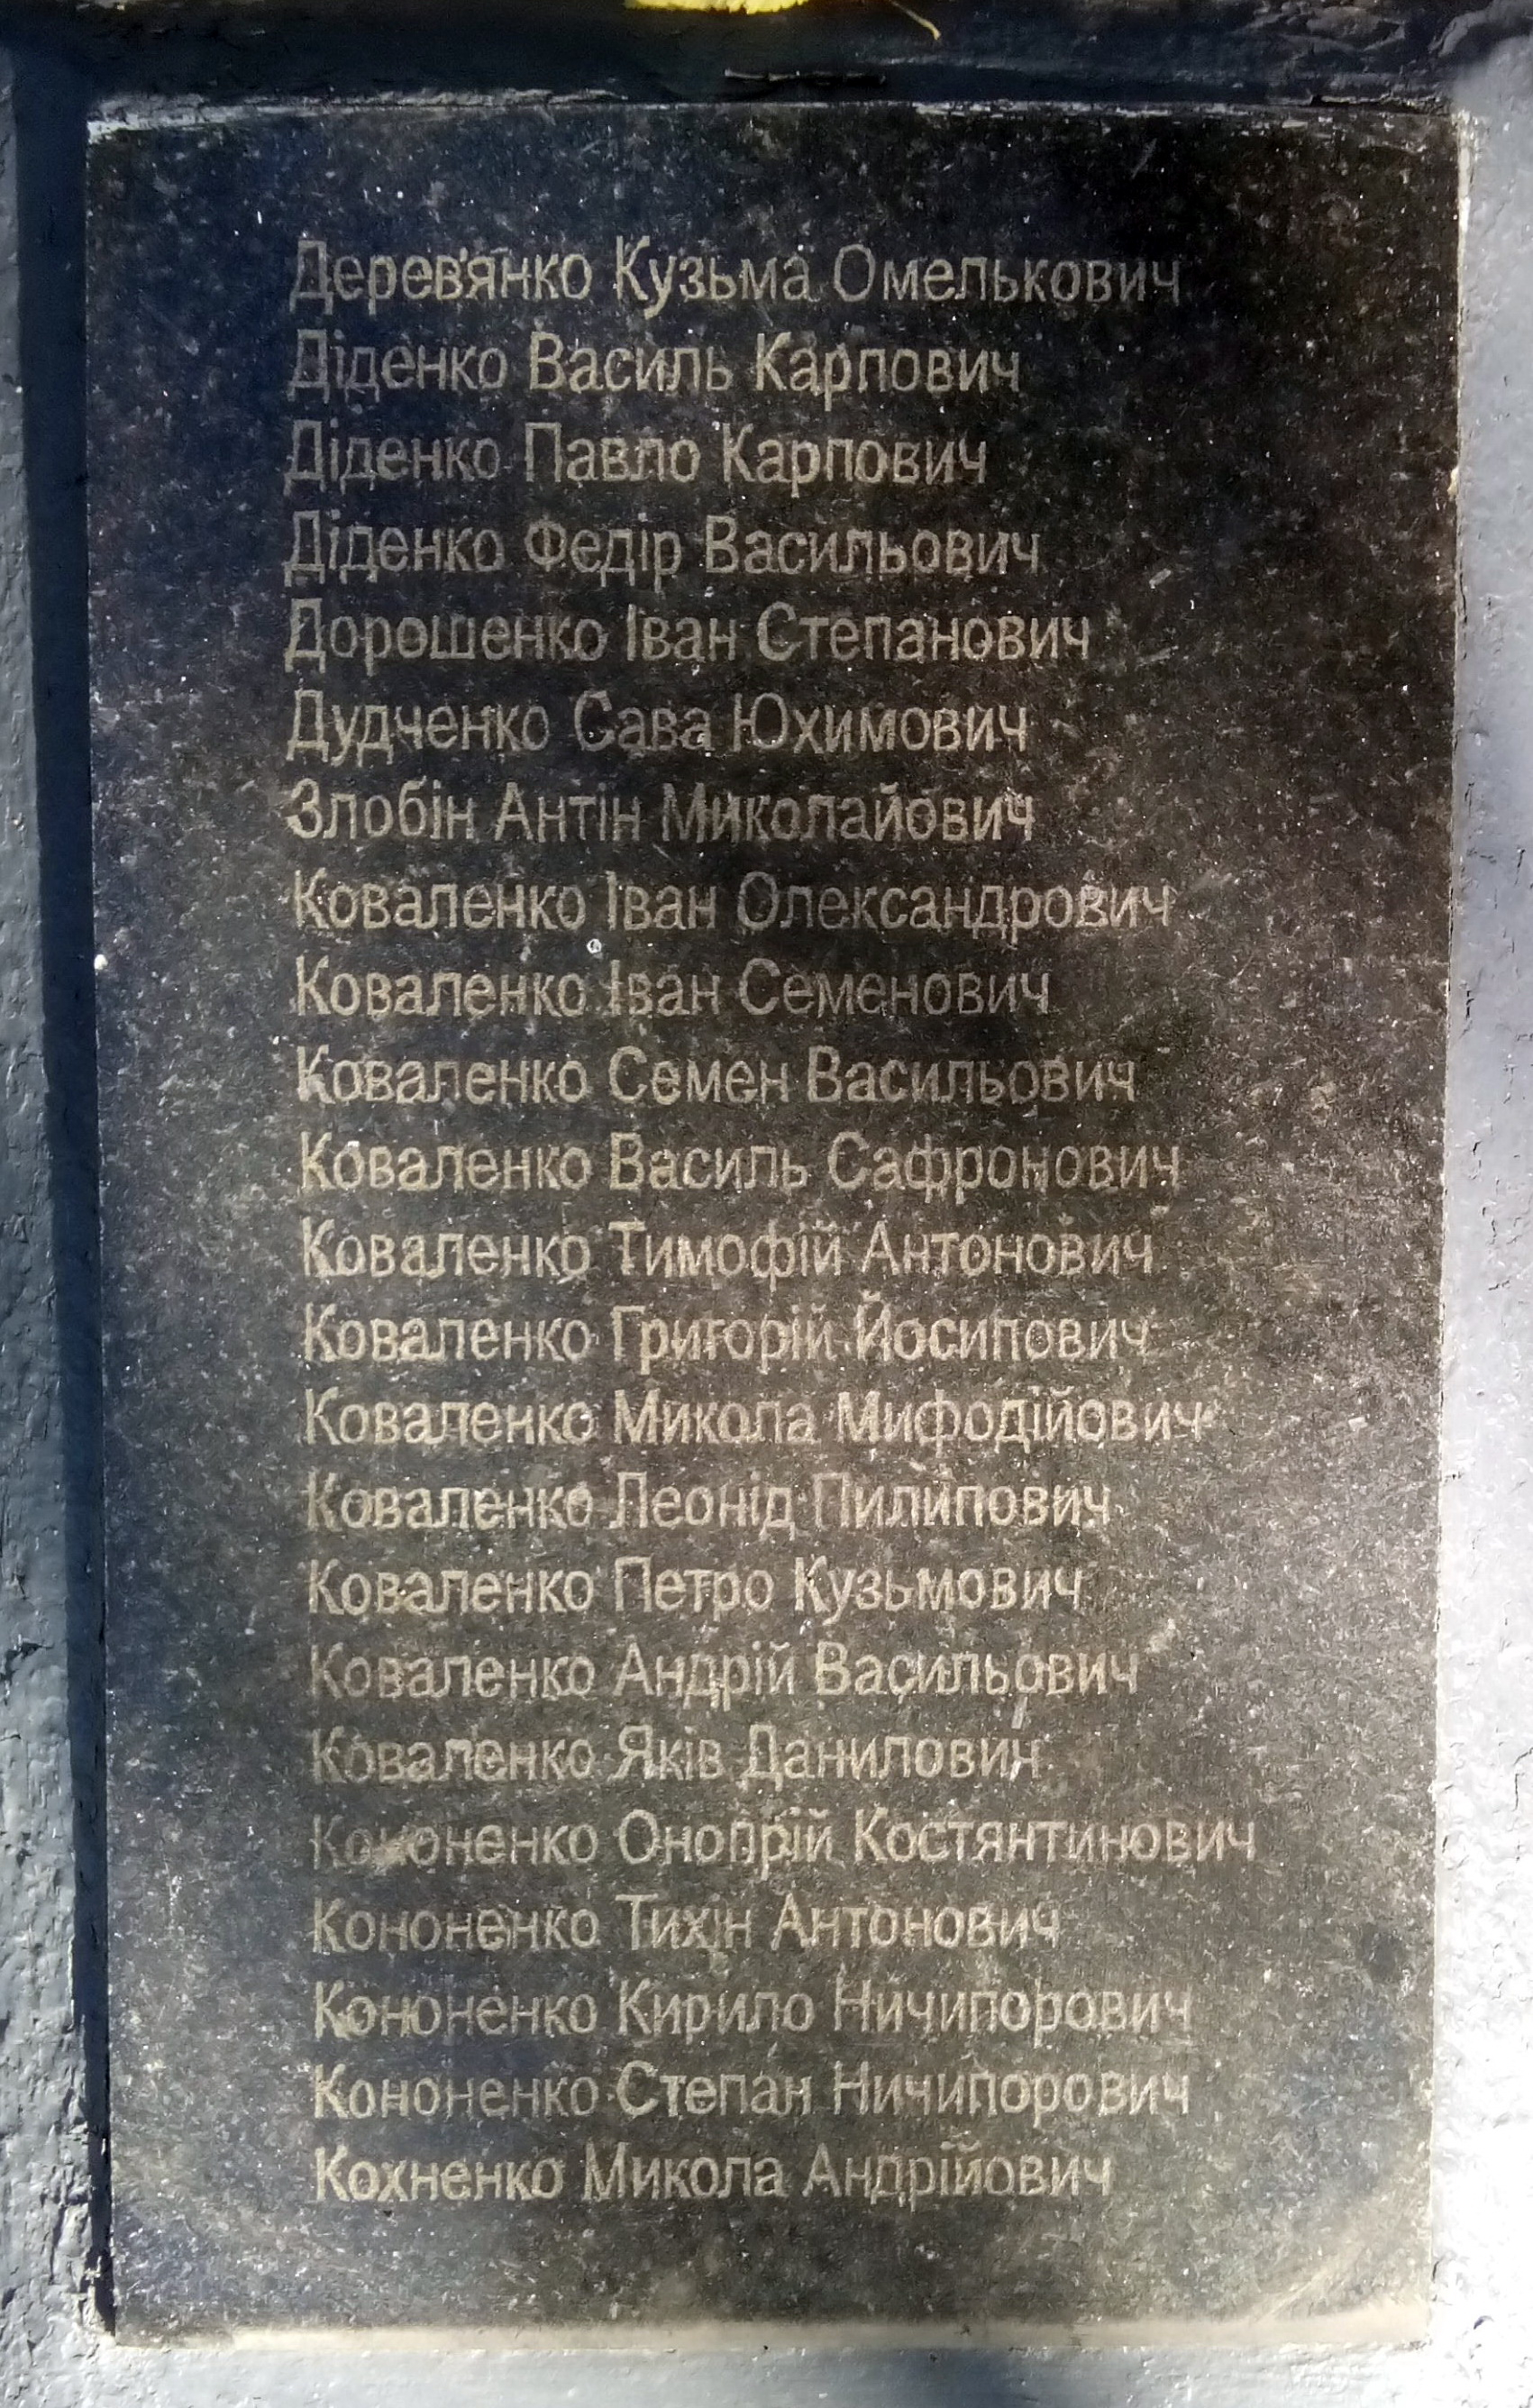 Дерев'янко Кузьма Омелькович
Діденко Василь Карпович
Діденко Павло Карпович
Діденко Федір Васильович
Дорошенко Іван Степанович
Дудченко Сава Юхимович
Злобін Антін Миколайович
Коваленко Іван Олександрович
Коваленко Іван Семенович
Коваленко Семен Васильович
Коваленко Василь Сафронович
Коваленко Тимофій Антонович
Коваленко Григорій Йосипович
Коваленко Микола Мифодійович
Коваленко Леонід Пилипович
Коваленко Петро Кузьмович
Коваленко Андрій Васильович
Коваленко Яків Данилович
Кононенко Онопрій Костянтинович
Кононенко Тихін Антонович
Кононенко Кирило Ничипорович
Кононенко Степан Ничипорович
Кохненко Микола Андрійович